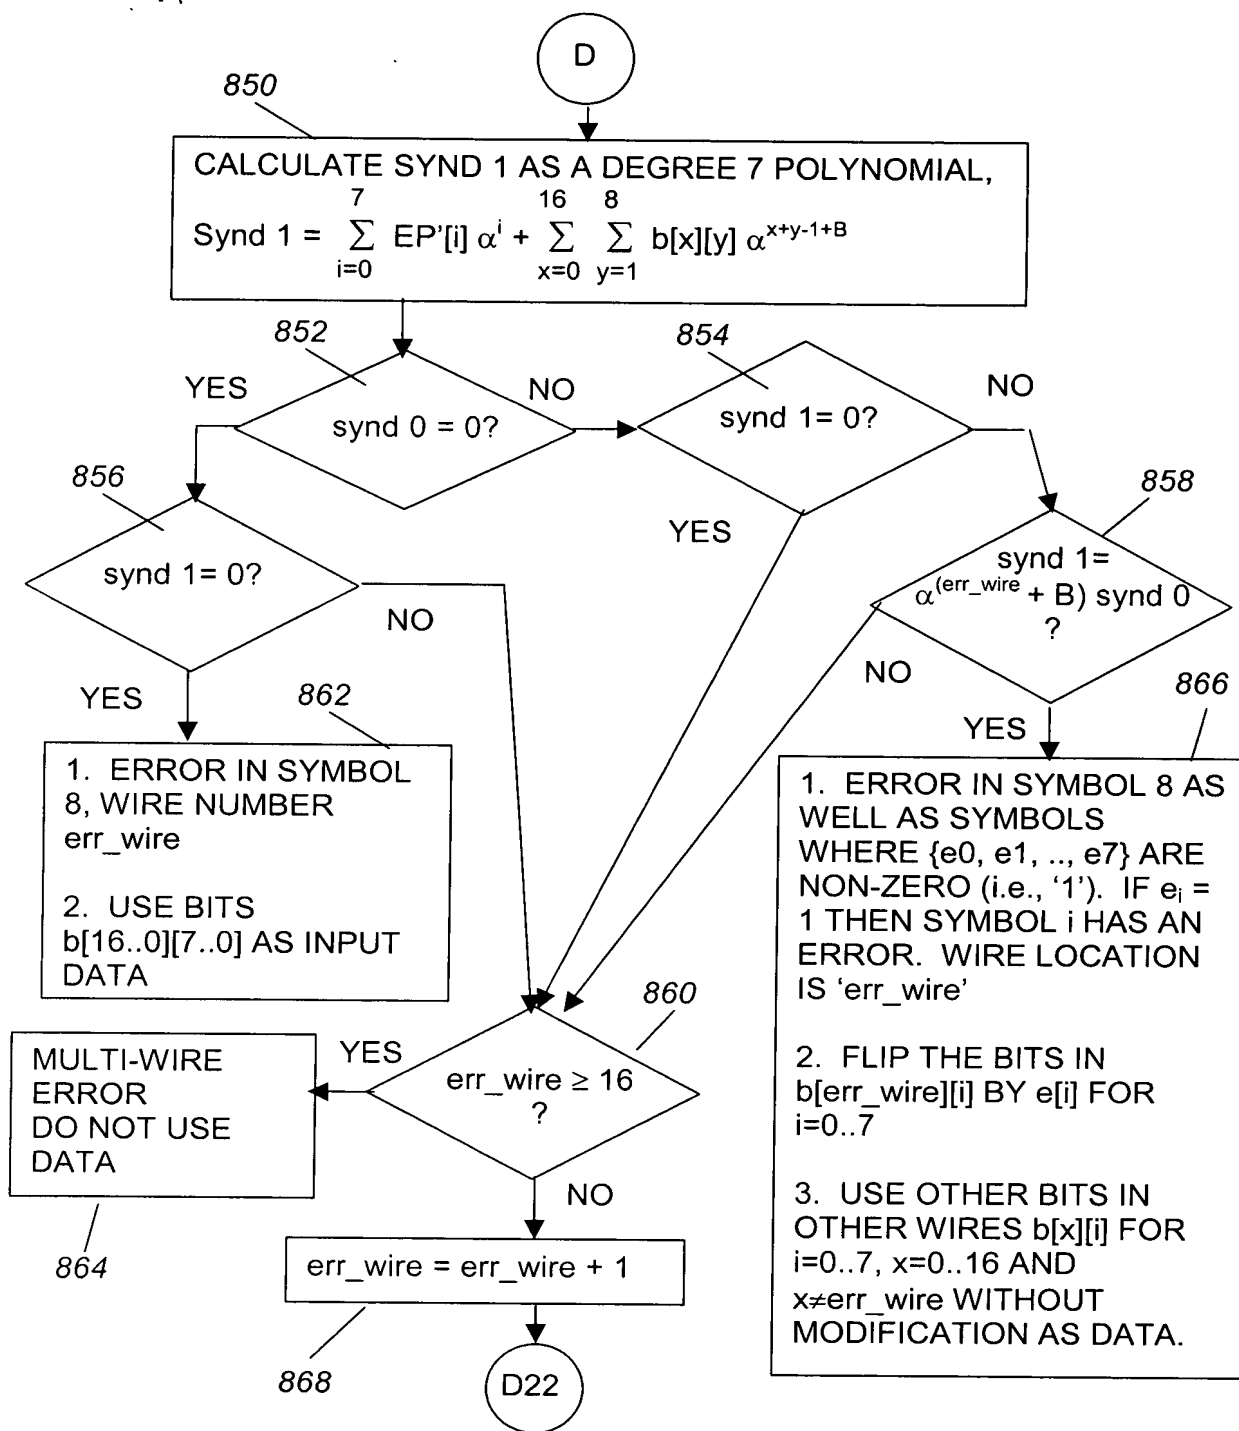 D
850
CALCULATE SYND 1 AS A DEGREE 7 POLYNOMIAL,
7 16 8
Synd 1 = Σ EP'[i] α^i + Σ Σ b[x][y] α^x+y-1+B
i=0 x=0 y=1
852
854
YES
NO
NO
synd 0 = 0?
synd 1= 0?
856
858
YES
synd 1= 0?
NO
synd 1=
α^(err_wire + B) synd 0
?
NO
YES
862
866
YES
1. ERROR IN SYMBOL
8, WIRE NUMBER
err_wire
2. USE BITS
b[16..0][7..0] AS INPUT
DATA
1. ERROR IN SYMBOL 8 AS
WELL AS SYMBOLS
WHERE {e0, e1, .., e7} ARE
NON-ZERO (i.e., '1'). IF ei =
1 THEN SYMBOL i HAS AN
ERROR. WIRE LOCATION
IS 'err_wire'
2. FLIP THE BITS IN
b[err_wire][i] BY e[i] FOR
i=0..7
3. USE OTHER BITS IN
OTHER WIRES b[x][i] FOR
i=0..7, x=0..16 AND
x≠err_wire WITHOUT
MODIFICATION AS DATA.
860
YES
err_wire ≥ 16
?
MULTI-WIRE
ERROR
DO NOT USE
DATA
864
NO
err_wire = err_wire + 1
868
D22